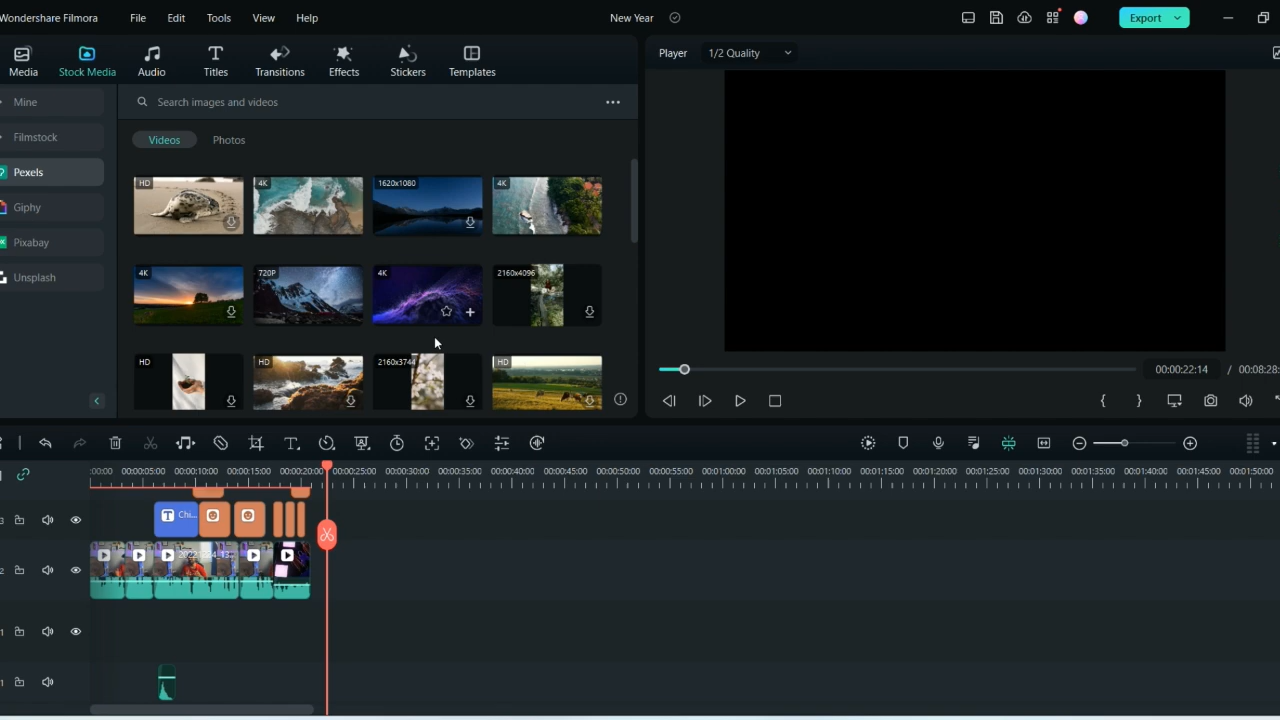 Wondershare Filmora File Edit Tools View Help New Year Export
Media Stock Media Audio Titles Transitions Effects Stickers Templates Player 1/2 Quality
Mine
Filmstock
Pexels
Giphy
Pixabay
Unsplash
Search images and videos
Videos Photos
HD 4K 1620x1080 4K
4K 720P 4K 2160x4096
HD HD 2160x3744 HD
00:00:22:14 / 00:08:28:
:00:00 00:00:05:00 00:00:10:00 00:00:15:00 00:00:20:00 00:00:25:00 00:00:30:00 00:00:35:00 00:00:40:00 00:00:45:00 00:00:50:00 00:00:55:00 00:01:00:00 00:01:05:00 00:01:10:00 00:01:15:00 00:01:20:00 00:01:25:00 00:01:30:00 00:01:35:00 00:01:40:00 00:01:45:00 00:01:50:00
3 T Chi...
2
1
1